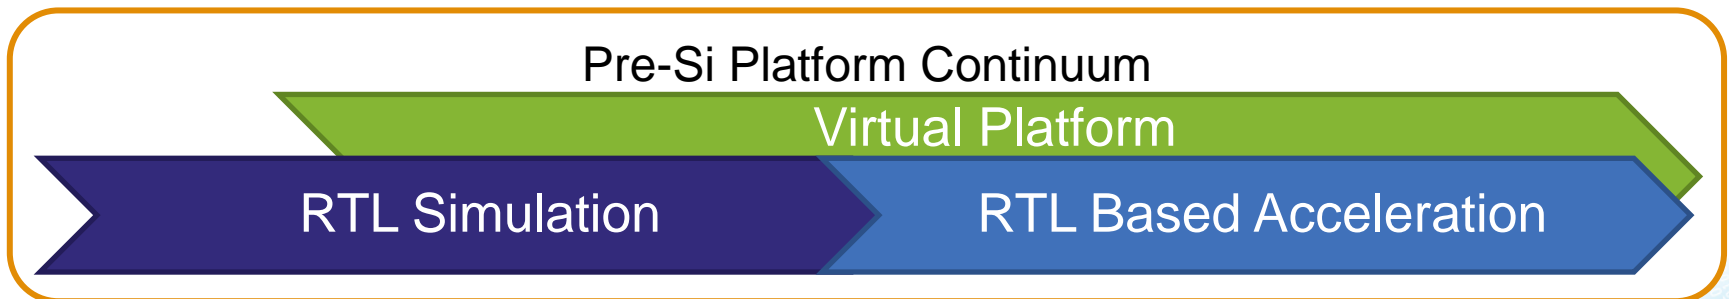 Pre-Si Platform Continuum
Virtual Platform
RTL Simulation
RTL Based Acceleration